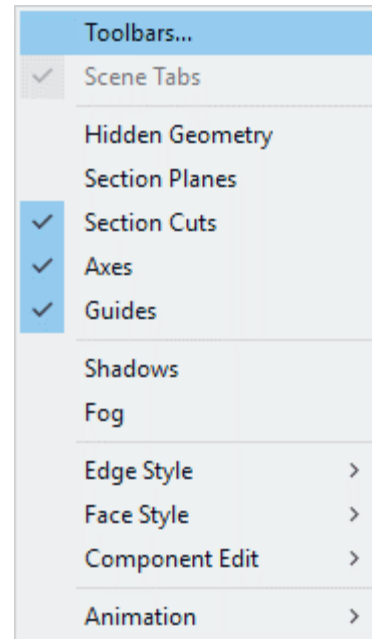 Toolbars...
Scene Tabs
Hidden Geometry
Section Planes
Section Cuts
Axes
Guides
Shadows
Fog
Edge Style
Face Style
Component Edit
Animation